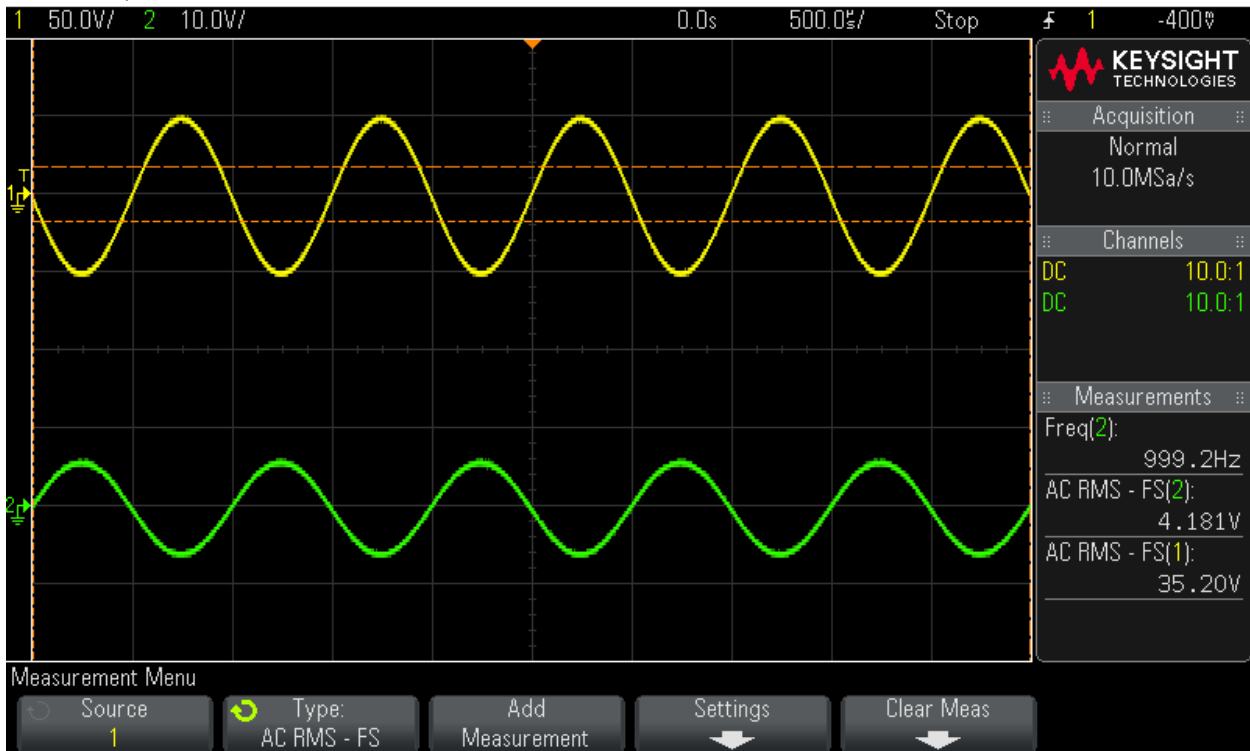 1 50.0V/ 2 10.0V/ 0.0s 500.0µs/ Stop 1 -400mV
KEYSIGHT
TECHNOLOGIES
Acquisition
Normal
10.0MSa/s
Channels
DC 10.0:1
DC 10.0:1
Measurements
Freq(2):
999.2Hz
AC RMS - FS(2):
4.181V
AC RMS - FS(1):
35.20V
T
1
2
Measurement Menu
Source
1
Type:
AC RMS - FS
Add
Measurement
Settings
Clear Meas